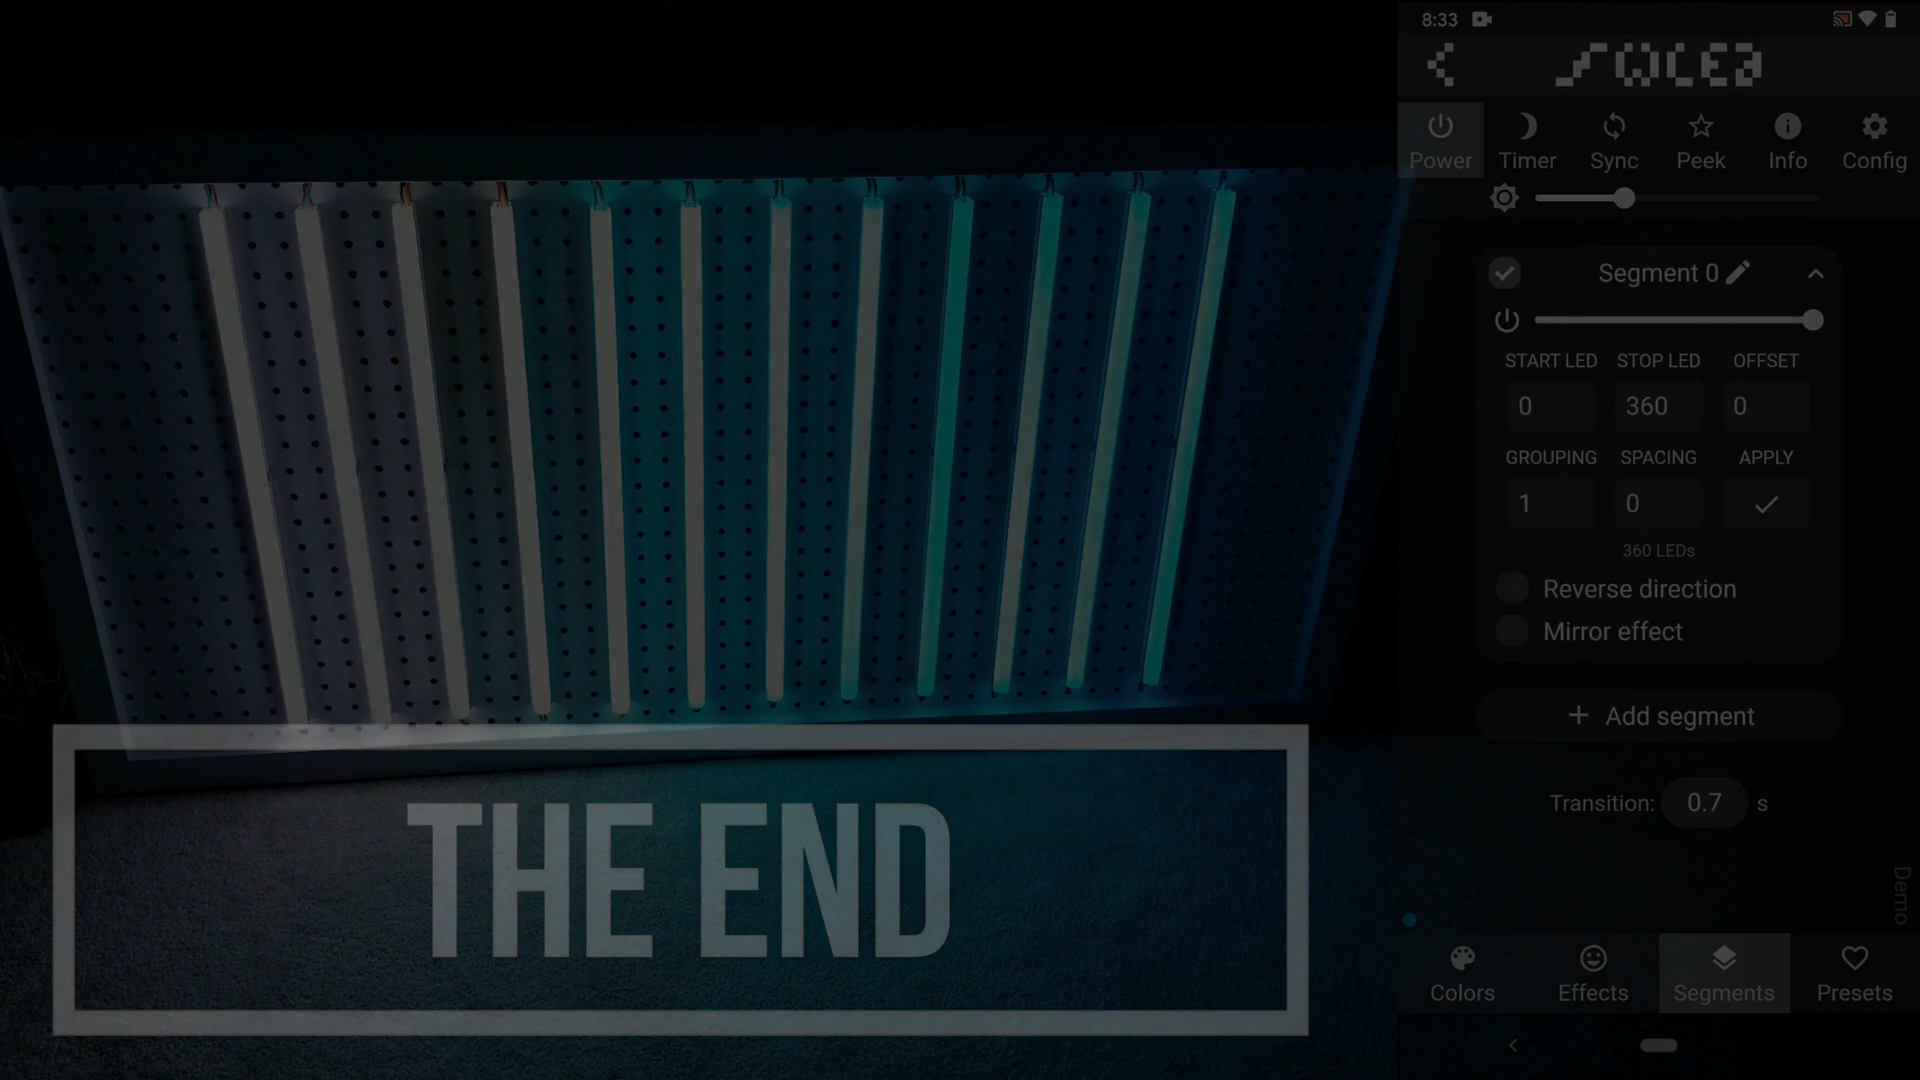 8:33
Power
Timer
Sync
Peek
Info
Config
Segment 0
START LED
STOP LED
OFFSET
0
360
0
GROUPING
SPACING
APPLY
1
0
360 LEDs
Reverse direction
Mirror effect
+ Add segment
Transition: 0.7 s
Demo
Colors
Effects
Segments
Presets
THE END